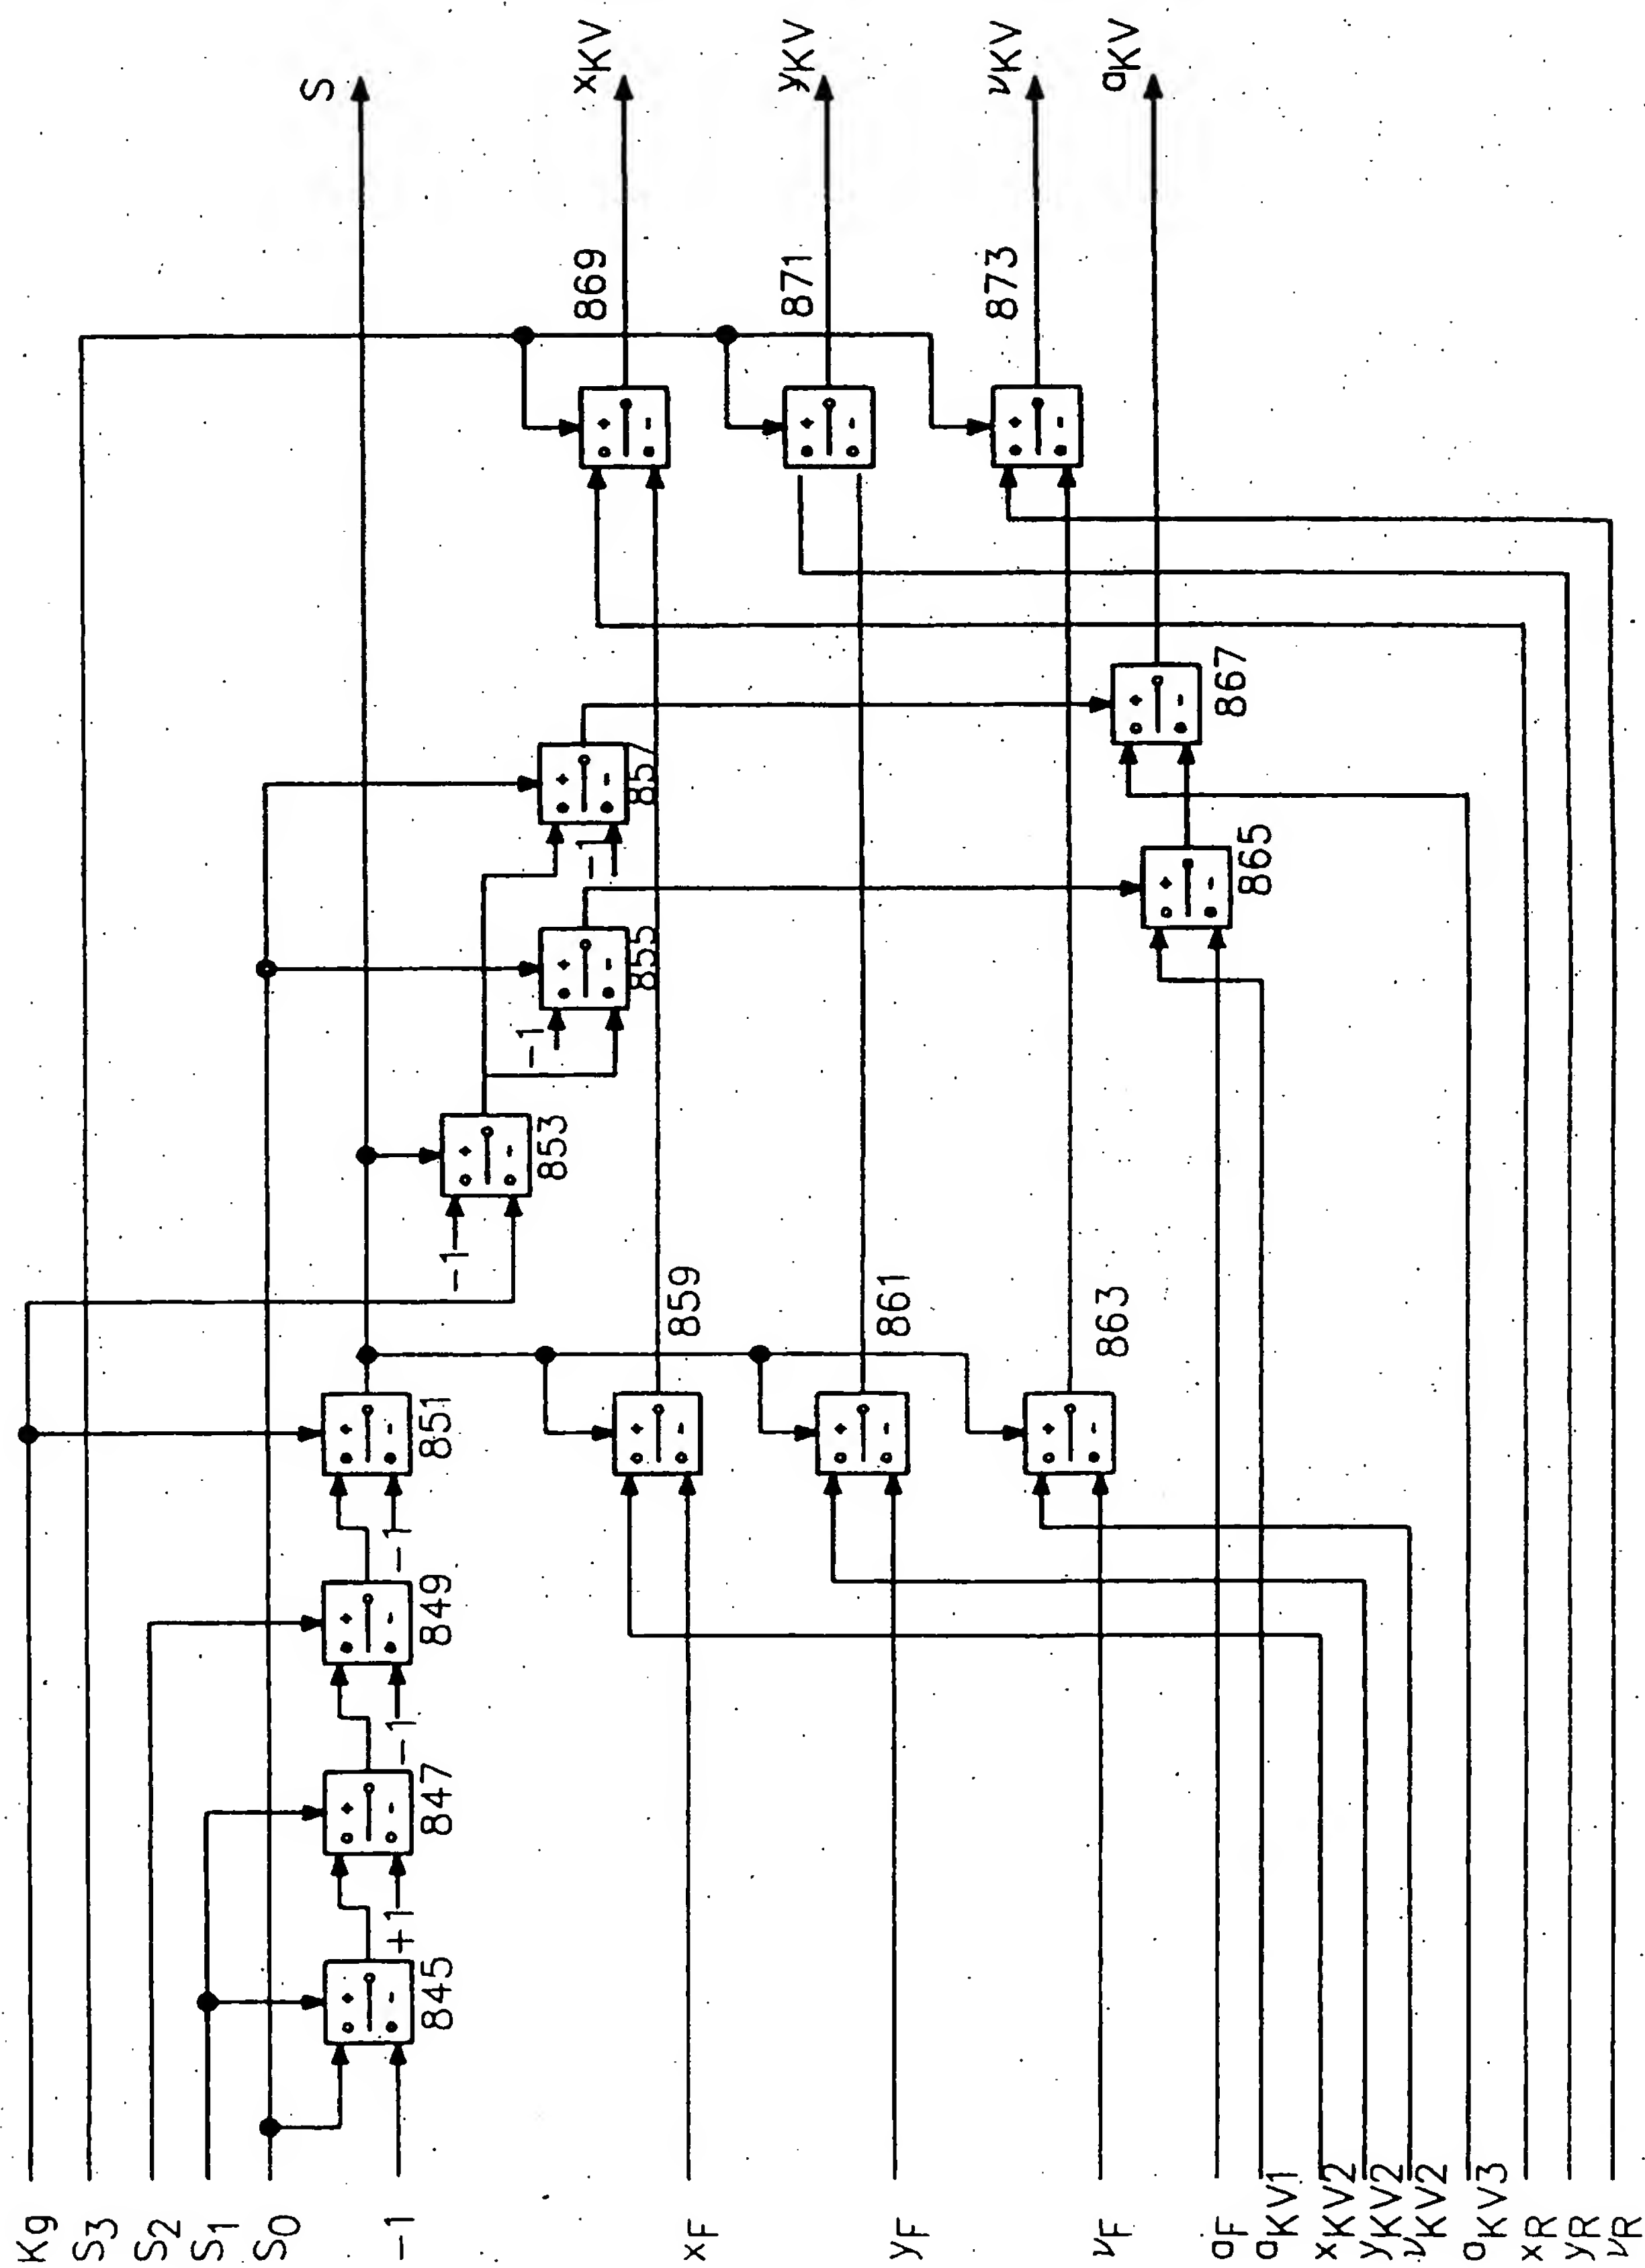 Kg
S3
S2
S1
S0
-1
xF
yF
νF
aF
aKV1
xKV2
yKV2
νKV2
aKV3
xR
yR
νR
845
+1
847
-1
849
-1
851
859
861
863
-1
853
-1
855
-1
857
865
867
869
871
873
S
xKV
yKV
νKV
aKV